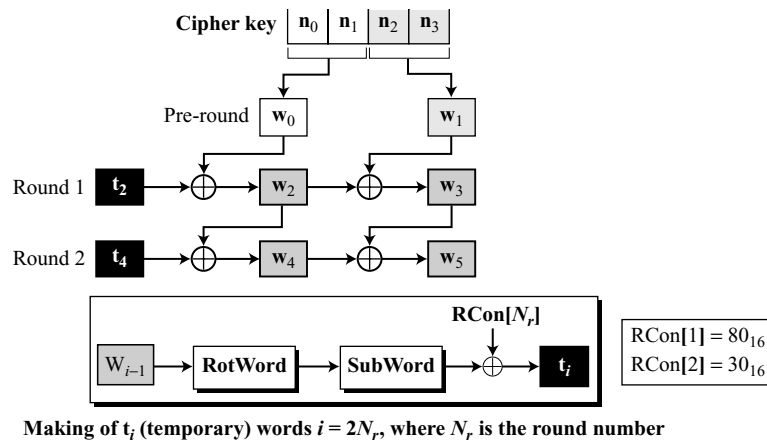 Cipher key n₀ n₁ n₂ n₃
Pre-round w₀ w₁
Round 1 t₂ w₂ w₃
Round 2 t₄ w₄ w₅
RCon[Nᵣ]
Wᵢ₋₁ RotWord SubWord tᵢ
RCon[1] = 80₁₆
RCon[2] = 30₁₆
Making of tᵢ (temporary) words i = 2Nᵣ, where Nᵣ is the round number